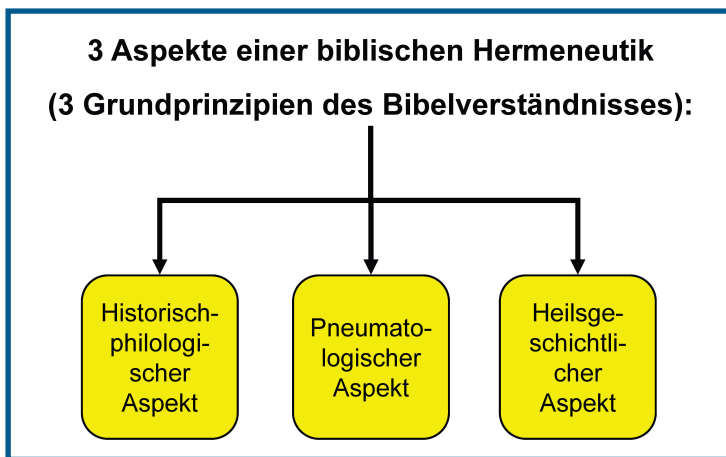 3 Aspekte einer biblischen Hermeneutik
(3 Grundprinzipien des Bibelverständnisses):
Historisch-
philologi-
scher
Aspekt
Pneumato-
logischer
Aspekt
Heilsge-
schichtli-
cher
Aspekt